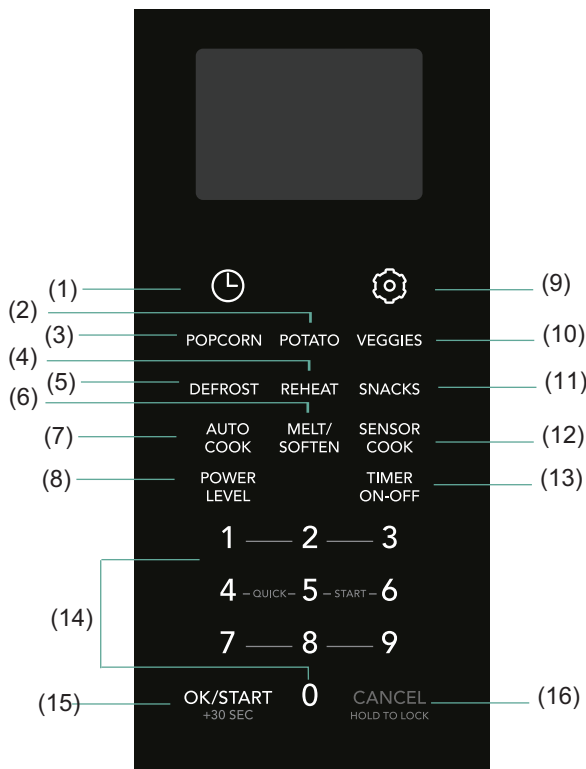 (1)
(9)
(2)
(3)
POPCORN POTATO VEGGIES
(10)
(4)
(5)
DEFROST REHEAT SNACKS
(11)
(6)
(7)
AUTO COOK
MELT/ SOFTEN
SENSOR COOK
(12)
(8)
POWER LEVEL
TIMER ON-OFF
(13)
1 2 3
4 QUICK 5 START 6
(14)
7 8 9
(15)
OK/START
+30 SEC
0
CANCEL
HOLD TO LOCK
(16)